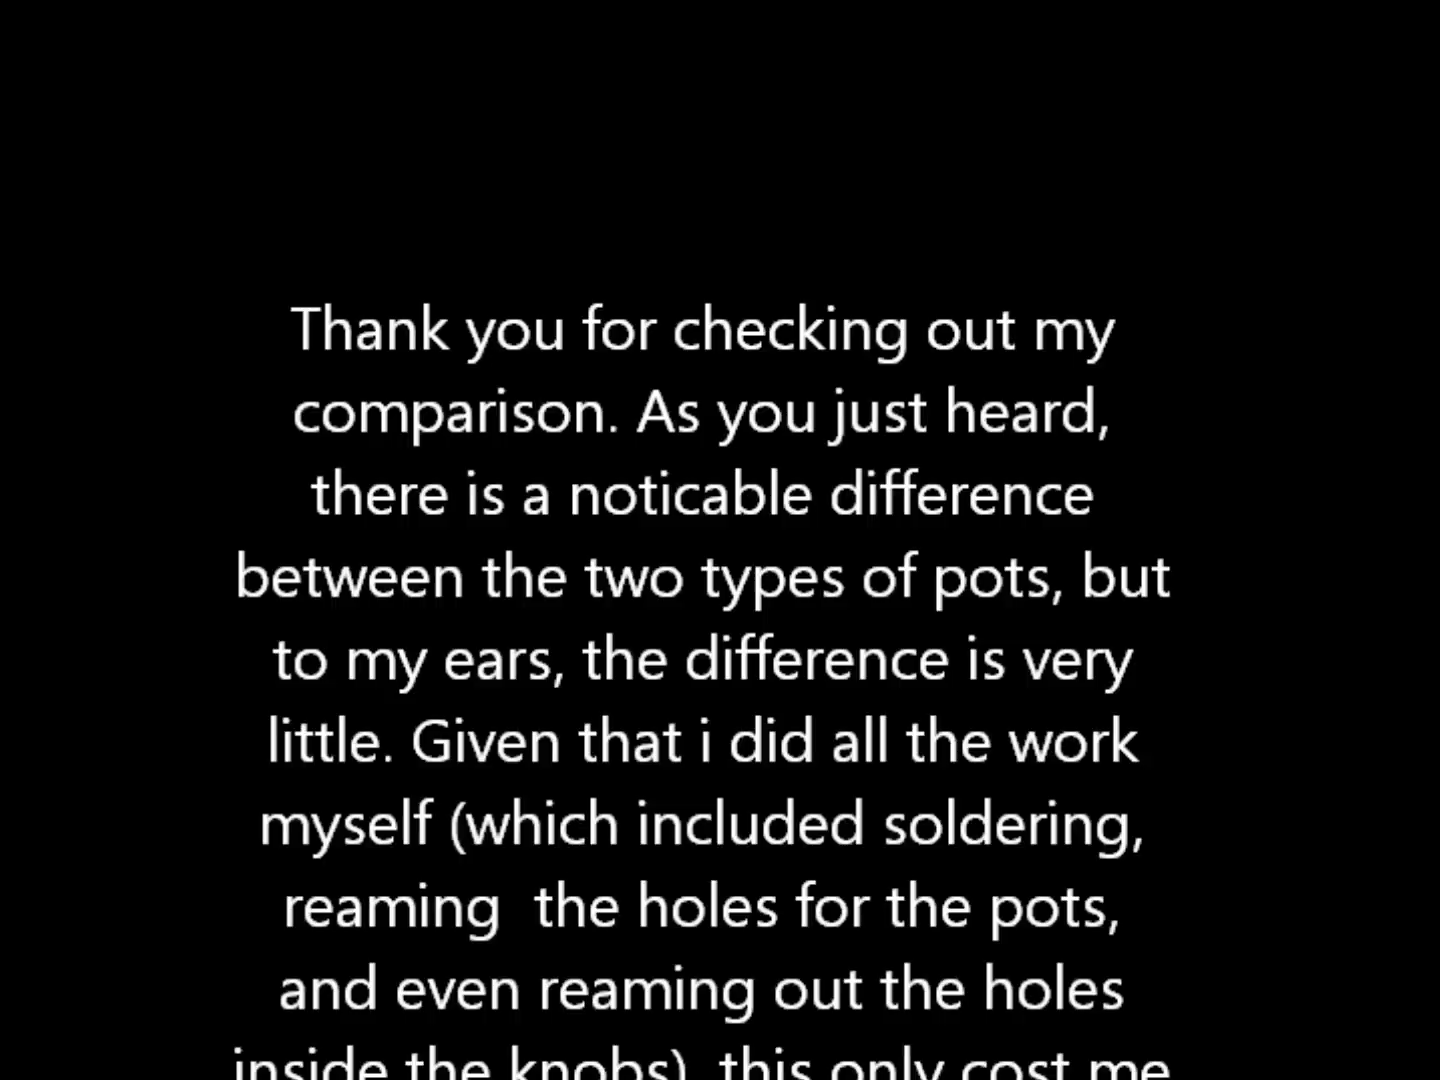 Thank you for checking out my
comparison. As you just heard,
there is a noticable difference
between the two types of pots, but
to my ears, the difference is very
little. Given that i did all the work
myself (which included soldering,
reaming  the holes for the pots,
and even reaming out the holes
inside the knobs), this only cost me